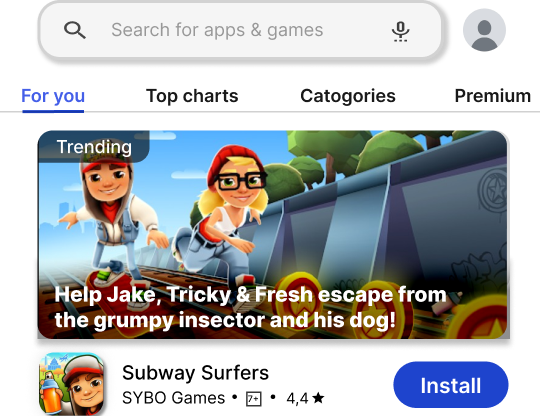 Search for apps & games
For you Top charts Catogories Premium
Trending
Help Jake, Tricky & Fresh escape from
the grumpy insector and his dog!
Subway Surfers
SYBO Games • 7+ • 4,4★
Install